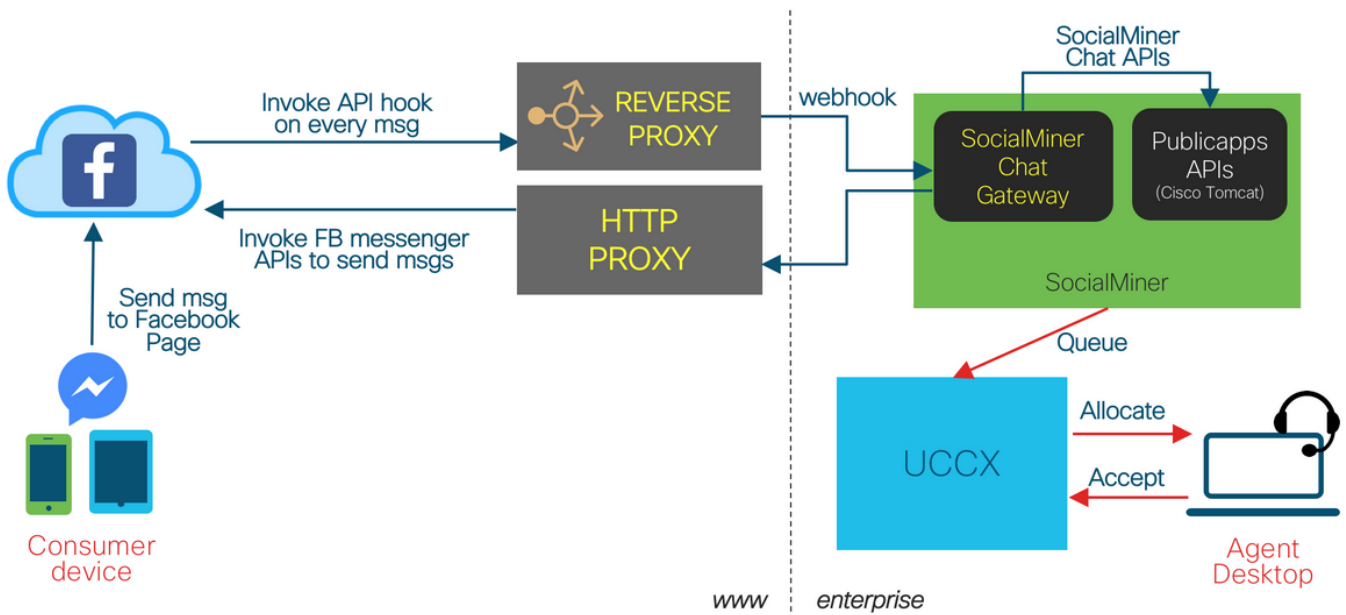 SocialMiner
Chat APIs
Invoke API hook
on every msg
REVERSE
PROXY
webhook
SocialMiner
Chat
Gateway
Publicapps
APIs
(Cisco Tomcat)
f
HTTP
PROXY
Invoke FB messenger
APIs to send msgs
SocialMiner
Send msg
to Facebook
Page
Queue
UCCX
Allocate
Accept
Consumer
device
Agent
Desktop
www
enterprise